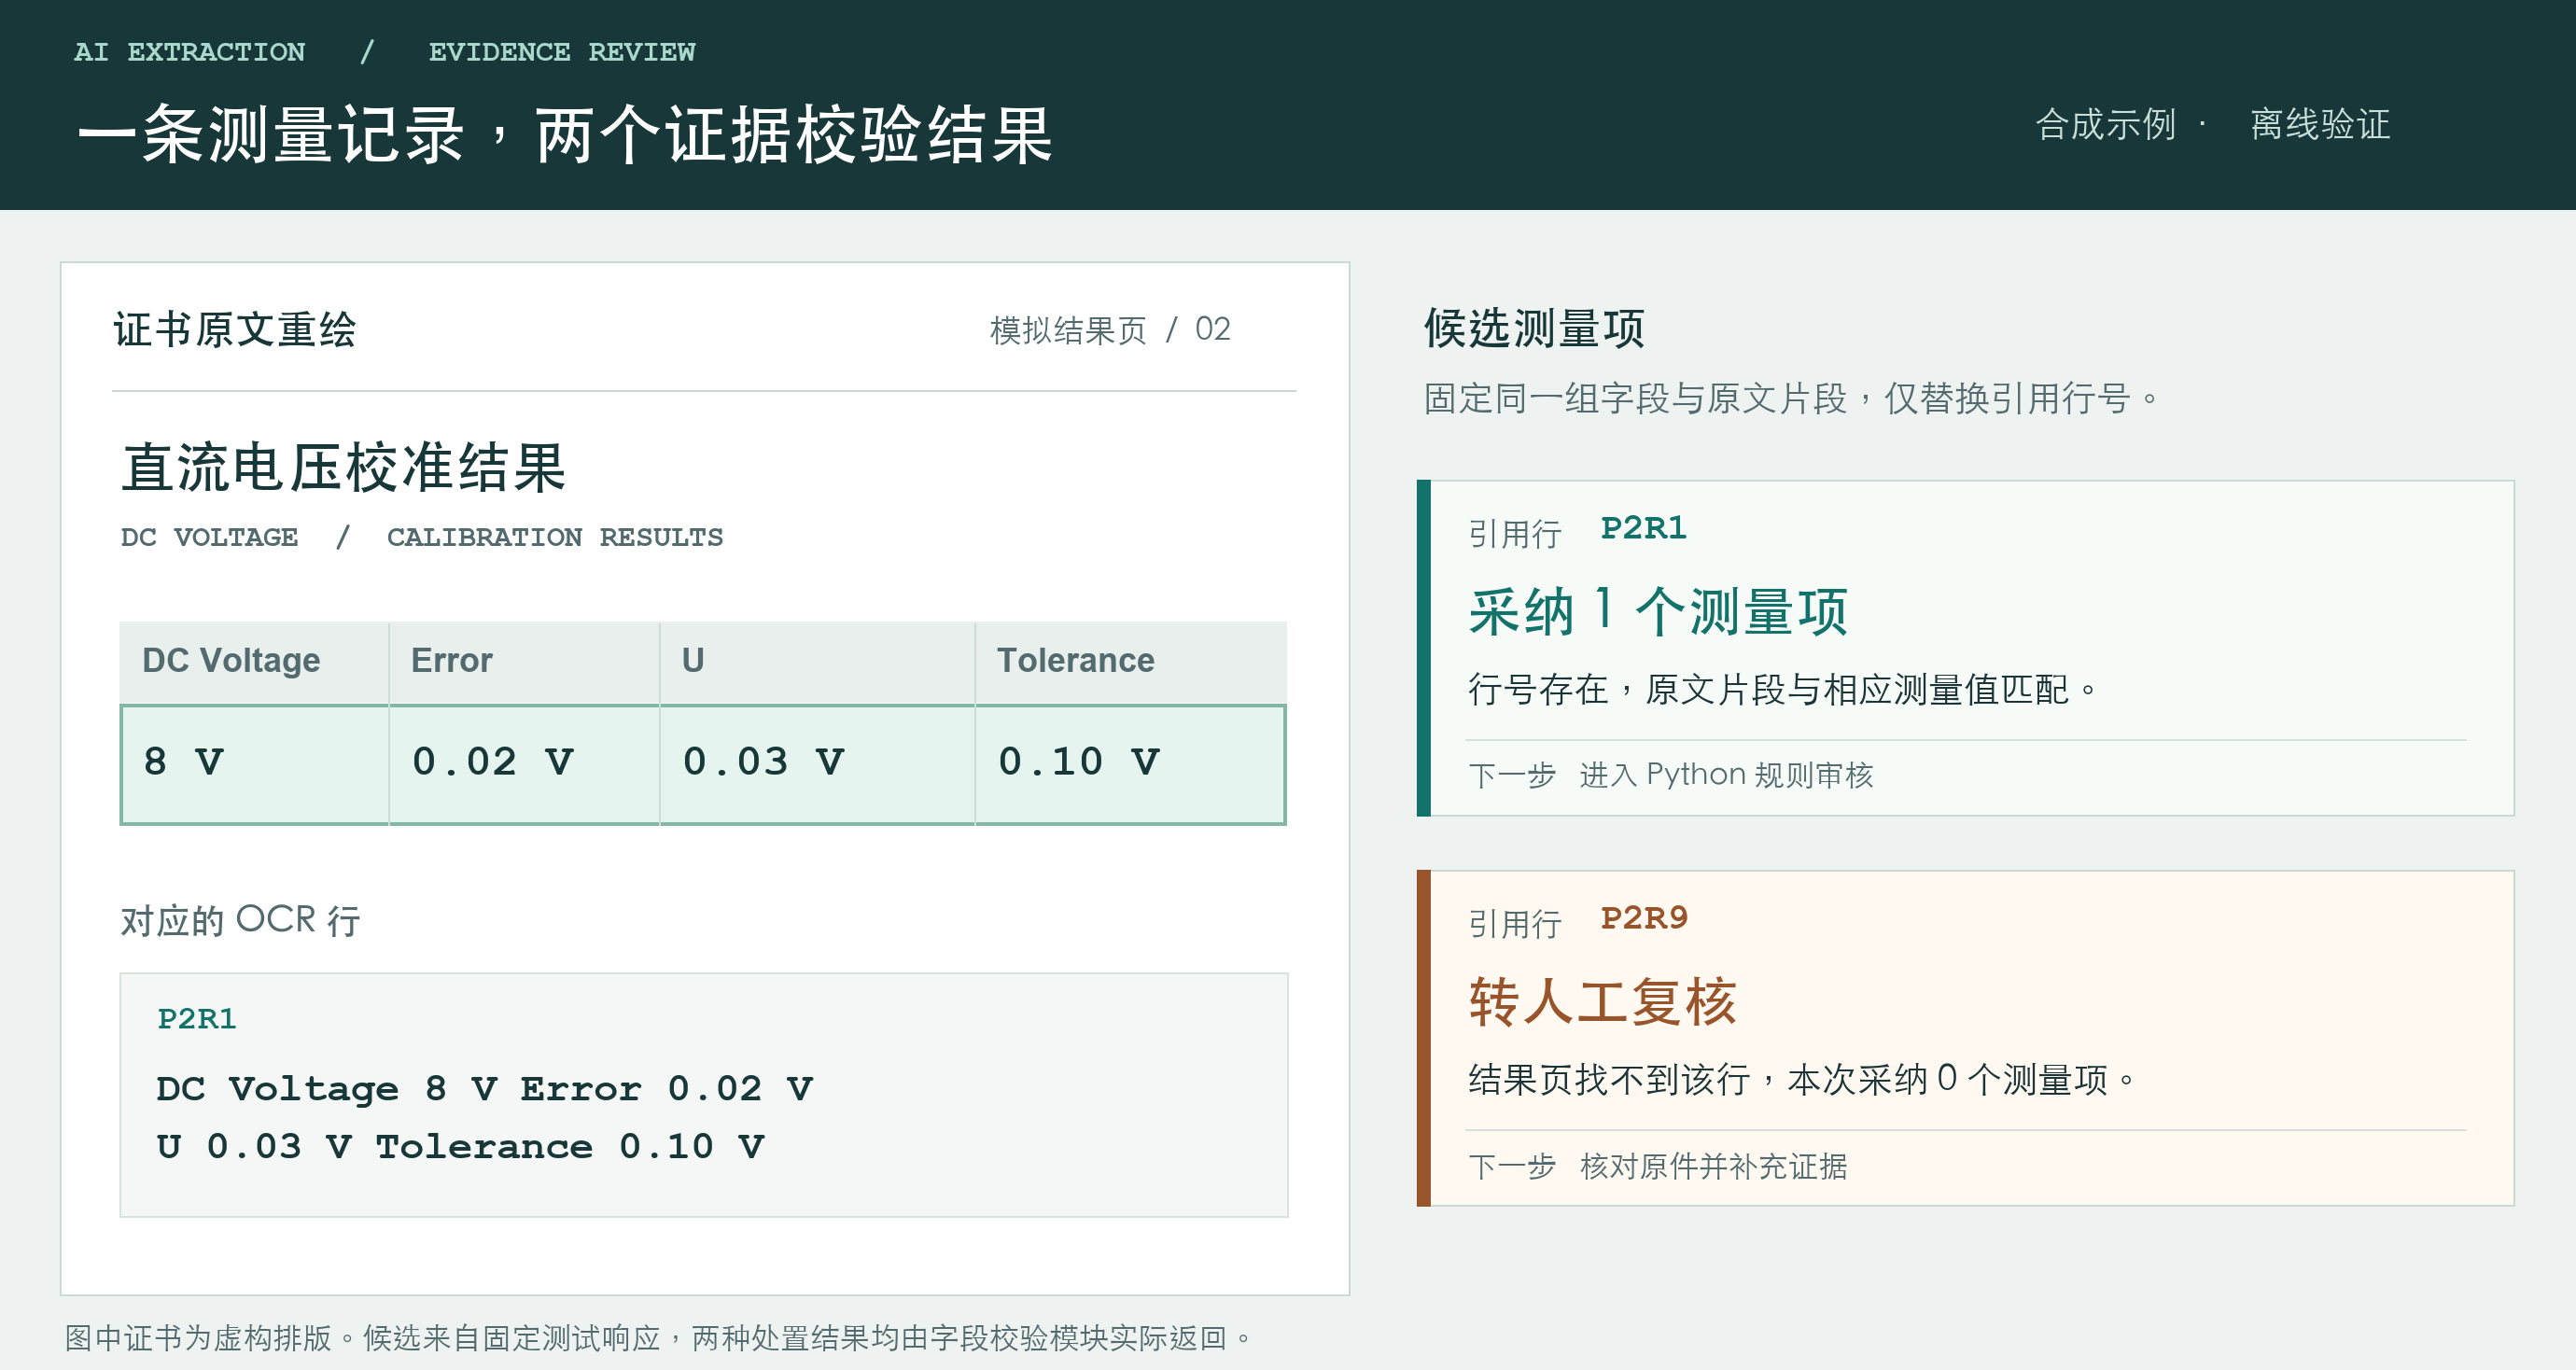 AI EXTRACTION / EVIDENCE REVIEW
一条测量记录，两个证据校验结果
合成示例 · 离线验证
证书原文重绘
模拟结果页 / 02
直流电压校准结果
DC VOLTAGE / CALIBRATION RESULTS
DC Voltage Error U Tolerance
8 V 0.02 V 0.03 V 0.10 V
对应的 OCR 行
P2R1
DC Voltage 8 V Error 0.02 V
U 0.03 V Tolerance 0.10 V
候选测量项
固定同一组字段与原文片段，仅替换引用行号。
引用行 P2R1
采纳 1 个测量项
行号存在，原文片段与相应测量值匹配。
下一步 进入 Python 规则审核
引用行 P2R9
转人工复核
结果页找不到该行，本次采纳 0 个测量项。
下一步 核对原件并补充证据
图中证书为虚构排版。候选来自固定测试响应，两种处置结果均由字段校验模块实际返回。